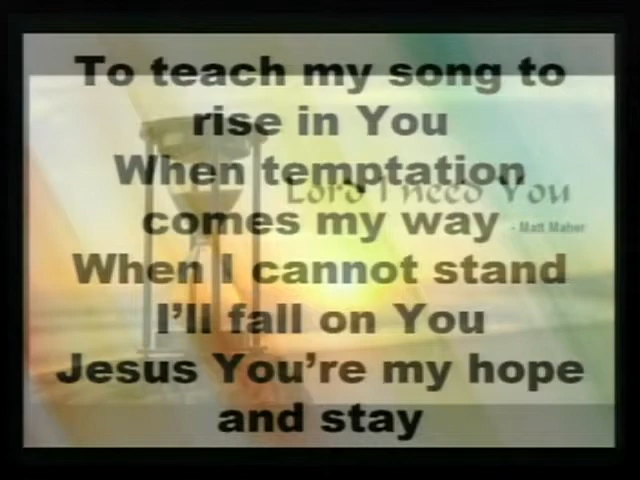 To teach my song to
rise in You
When temptation
Lord I need You
comes my way
- Matt Maher
When I cannot stand
I'll fall on You
Jesus You're my hope
and stay